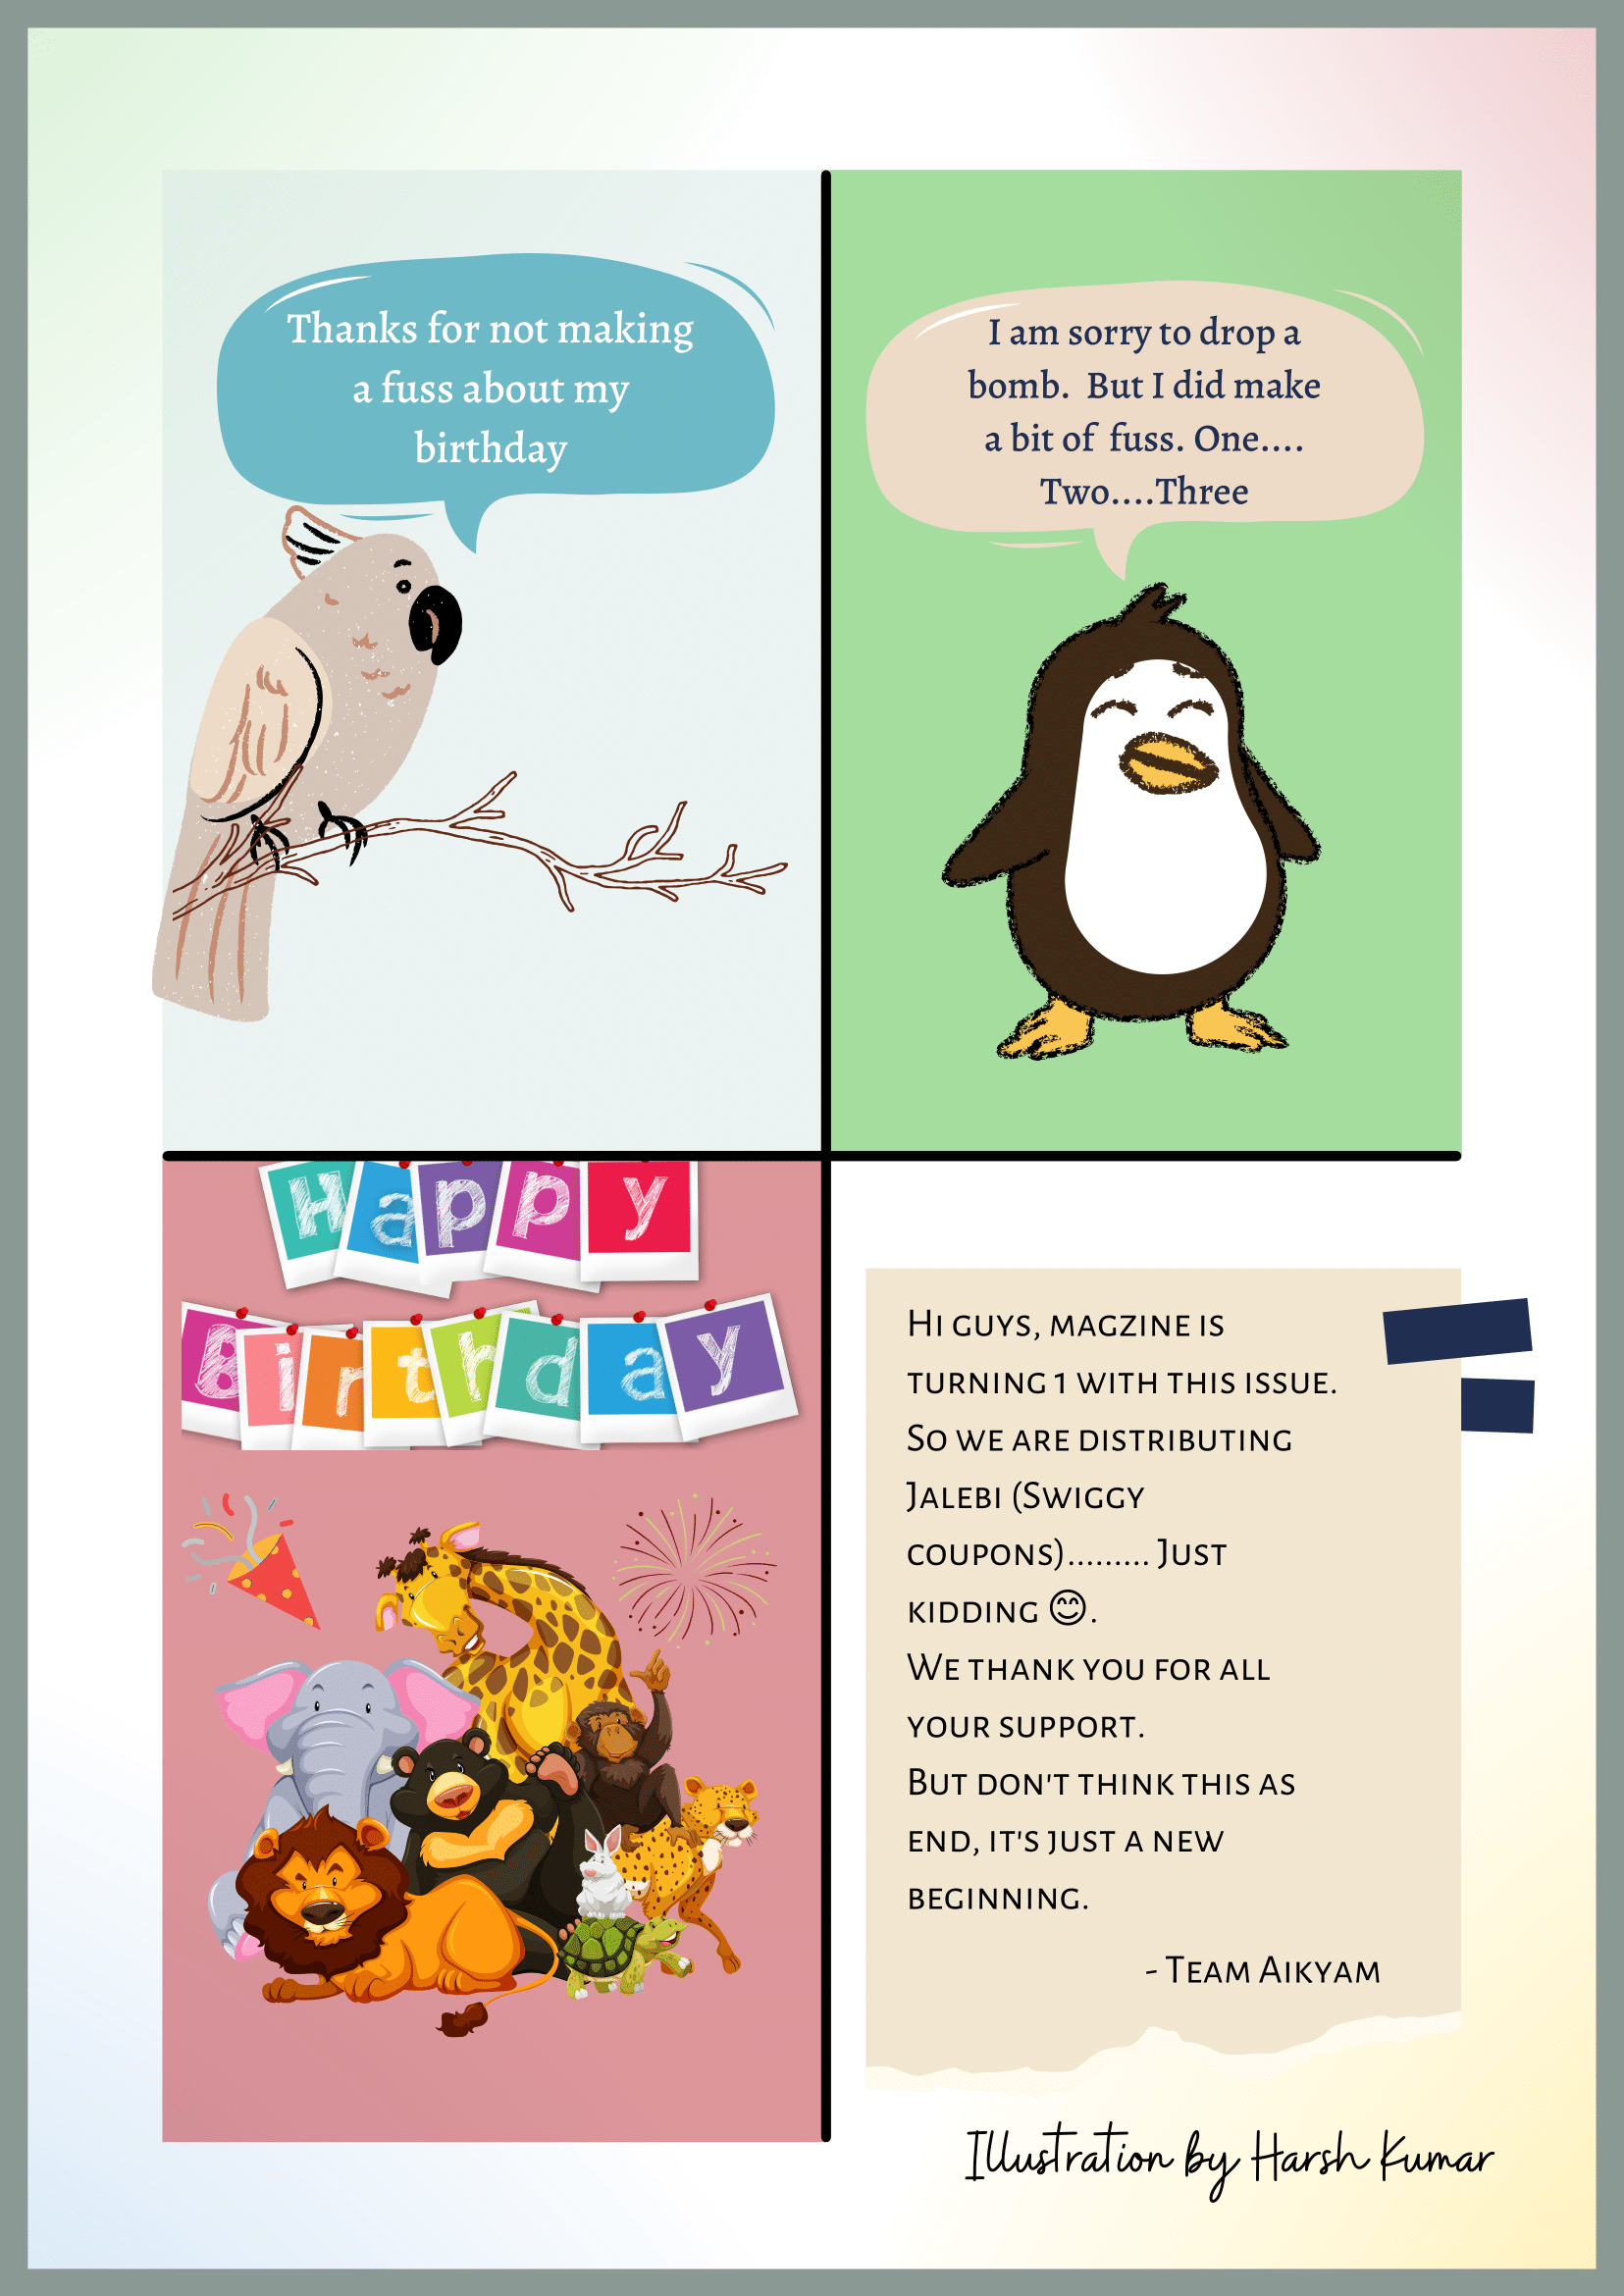 Thanks for not making
a fuss about my
birthday
I am sorry to drop a
bomb.  But I did make
a bit of  fuss. One....
Two....Three
Happy
Birthday
Hi guys, magzine is
turning 1 with this issue.
So we are distributing
Jalebi (Swiggy
coupons)......... Just
kidding 😊.
We thank you for all
your support.
But don't think this as
end, it's just a new
beginning.
- Team Aikyam
Illustration by Harsh Kumar